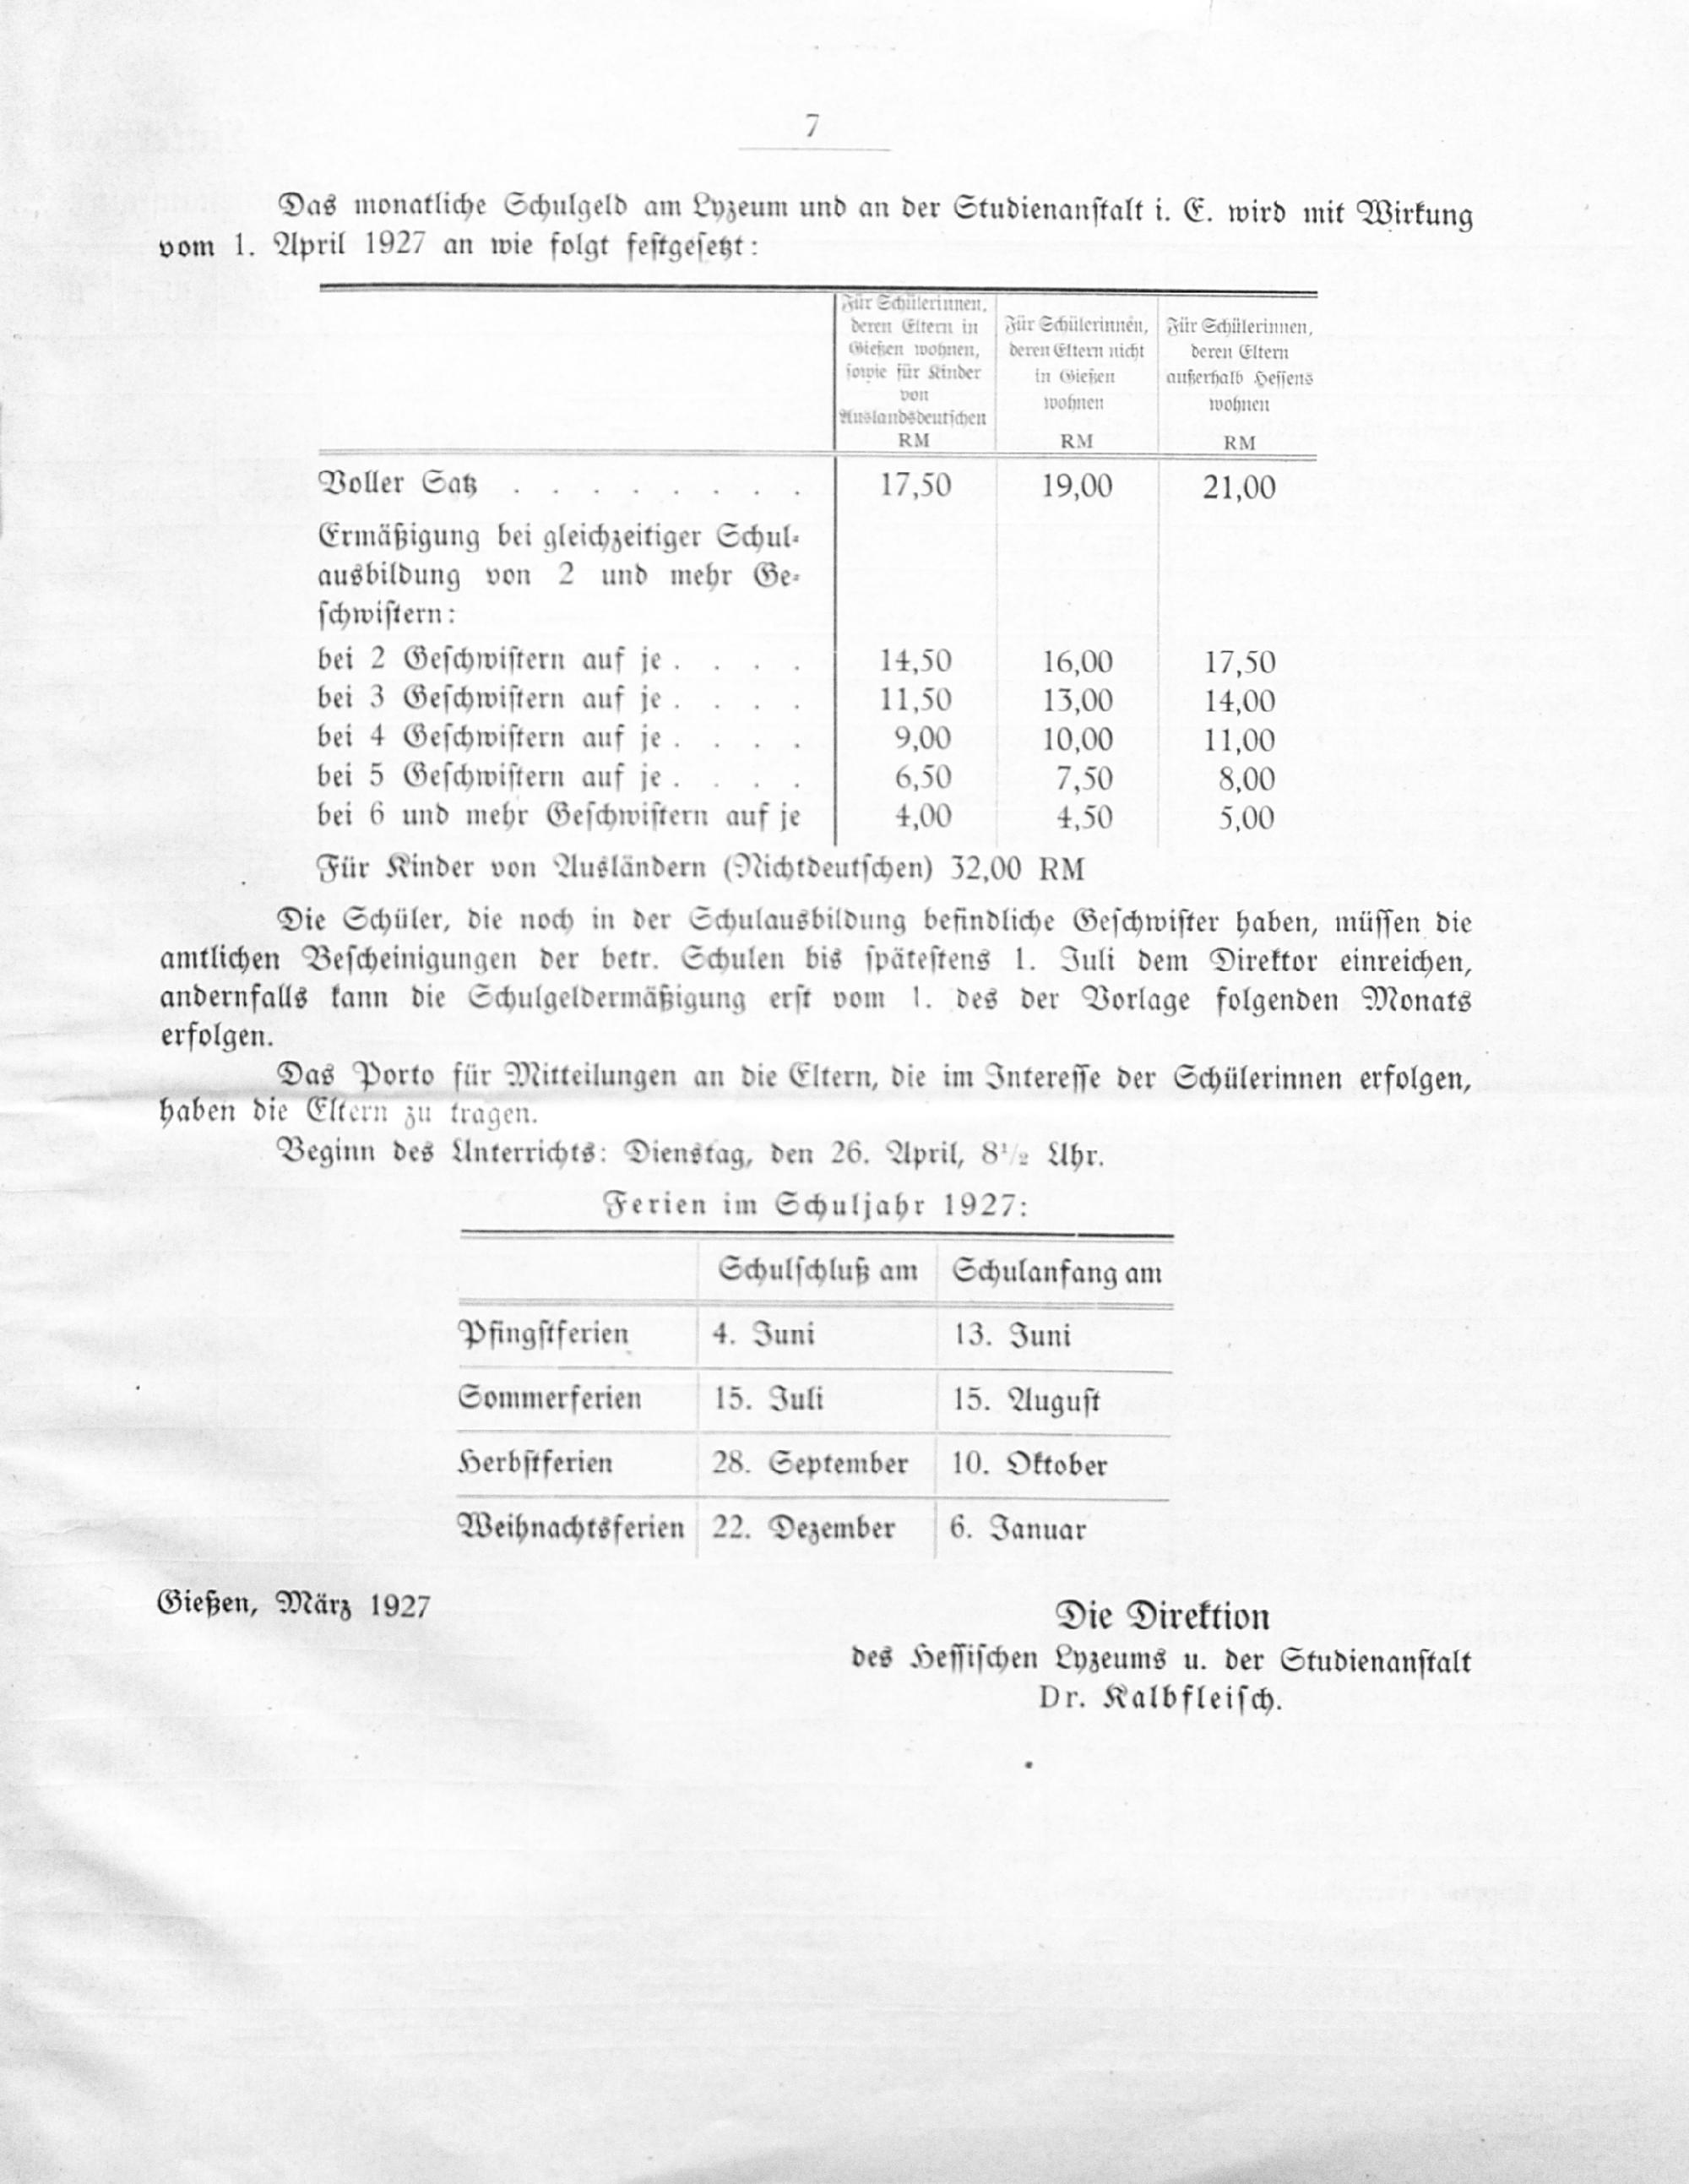 7
Das monatliche Schulgeld am Lyzeum und an der Studienanstalt i. E. wird mit Wirkung
vom 1. April 1927 an wie folgt festgesetzt:
Für Schülerinnen, deren Eltern in Gießen wohnen, sowie für Kinder von Auslandsdeutschen RM
Für Schülerinnen, deren Eltern nicht in Gießen wohnen RM
Für Schülerinnen, deren Eltern außerhalb Hessens wohnen RM
Voller Satz . . . . . . . . 17,50 19,00 21,00
Ermäßigung bei gleichzeitiger Schul-
ausbildung von 2 und mehr Ge-
schwistern:
bei 2 Geschwistern auf je . . . . 14,50 16,00 17,50
bei 3 Geschwistern auf je . . . . 11,50 13,00 14,00
bei 4 Geschwistern auf je . . . . 9,00 10,00 11,00
bei 5 Geschwistern auf je . . . . 6,50 7,50 8,00
bei 6 und mehr Geschwistern auf je 4,00 4,50 5,00
Für Kinder von Ausländern (Nichtdeutschen) 32,00 RM
Die Schüler, die noch in der Schulausbildung befindliche Geschwister haben, müssen die
amtlichen Bescheinigungen der betr. Schulen bis spätestens 1. Juli dem Direktor einreichen,
andernfalls kann die Schulgeldermäßigung erst vom 1. des der Vorlage folgenden Monats
erfolgen.
Das Porto für Mitteilungen an die Eltern, die im Interesse der Schülerinnen erfolgen,
haben die Eltern zu tragen.
Beginn des Unterrichts: Dienstag, den 26. April, 8½ Uhr.
Ferien im Schuljahr 1927:
Schulschluß am Schulanfang am
Pfingstferien 4. Juni 13. Juni
Sommerferien 15. Juli 15. August
Herbstferien 28. September 10. Oktober
Weihnachtsferien 22. Dezember 6. Januar
Gießen, März 1927
Die Direktion
des Hessischen Lyzeums u. der Studienanstalt
Dr. Kalbfleisch.